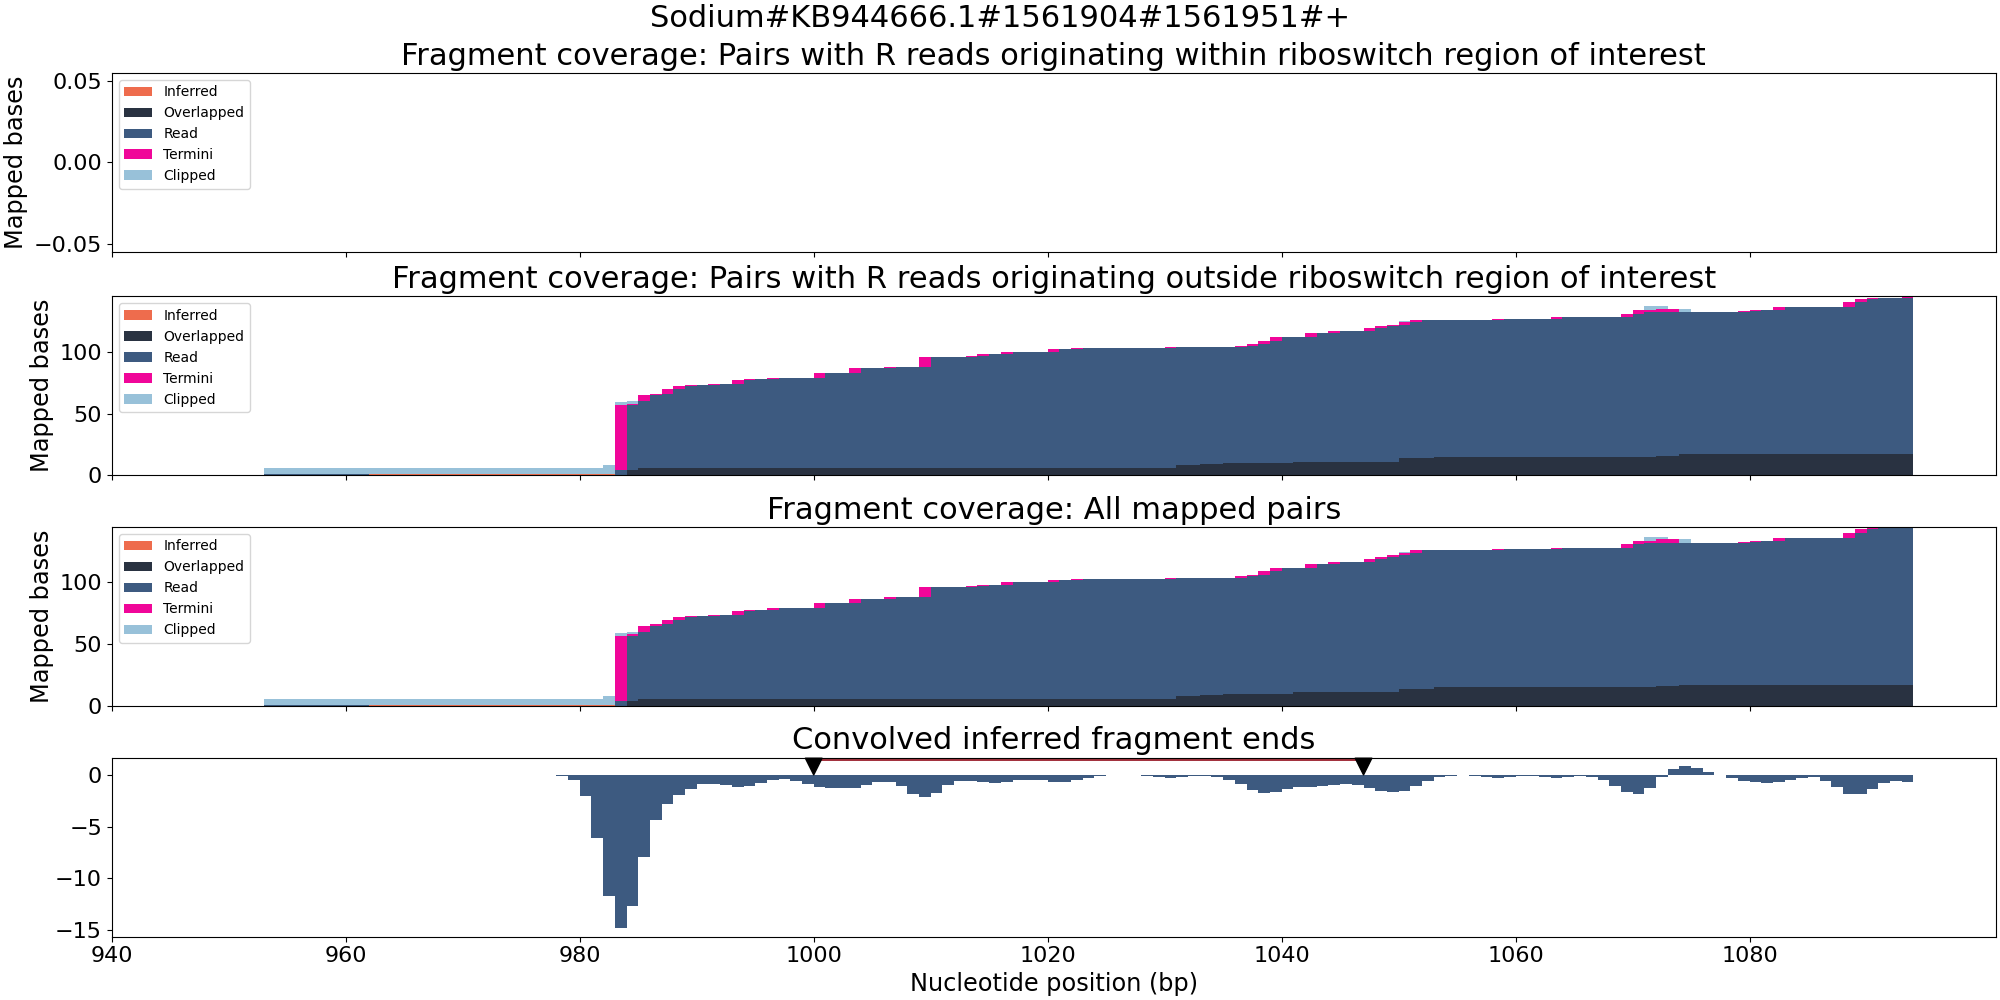 Sodium#KB944666.1#1561904#1561951#+
Fragment coverage: Pairs with R reads originating within riboswitch region of interest
Mapped bases
0.05
0.00
−0.05
Inferred
Overlapped
Read
Termini
Clipped
Fragment coverage: Pairs with R reads originating outside riboswitch region of interest
Mapped bases
100
50
0
Inferred
Overlapped
Read
Termini
Clipped
Fragment coverage: All mapped pairs
Mapped bases
100
50
0
Inferred
Overlapped
Read
Termini
Clipped
Convolved inferred fragment ends
0
−5
−10
−15
940 960 980 1000 1020 1040 1060 1080
Nucleotide position (bp)